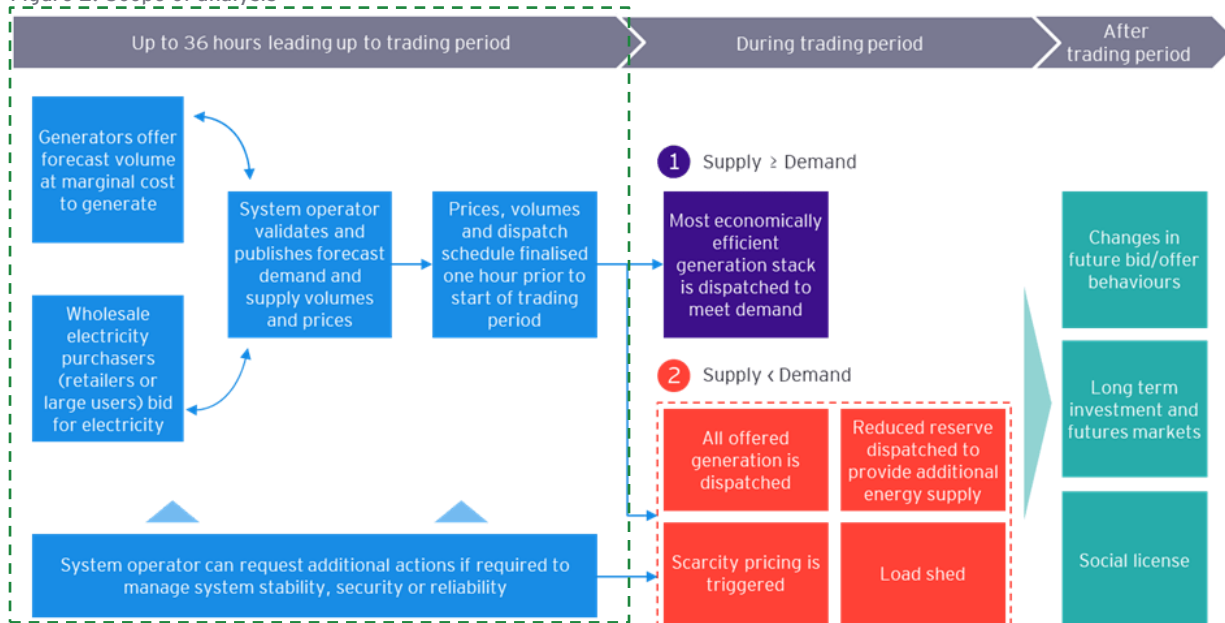 Up to 36 hours leading up to trading period
During trading period
After
trading period
Generators offer
forecast volume
at marginal cost
to generate
System operator
validates and
publishes forecast
demand and
supply volumes
and prices
Prices, volumes
and dispatch
schedule finalised
one hour prior to
start of trading
period
Wholesale
electricity
purchasers
(retailers or
large users) bid
for electricity
System operator can request additional actions if required to
manage system stability, security or reliability
1 Supply ≥ Demand
Most economically
efficient
generation stack
is dispatched to
meet demand
2 Supply < Demand
All offered
generation is
dispatched
Reduced reserve
dispatched to
provide additional
energy supply
Scarcity pricing is
triggered
Load shed
Changes in
future bid/offer
behaviours
Long term
investment and
futures markets
Social license